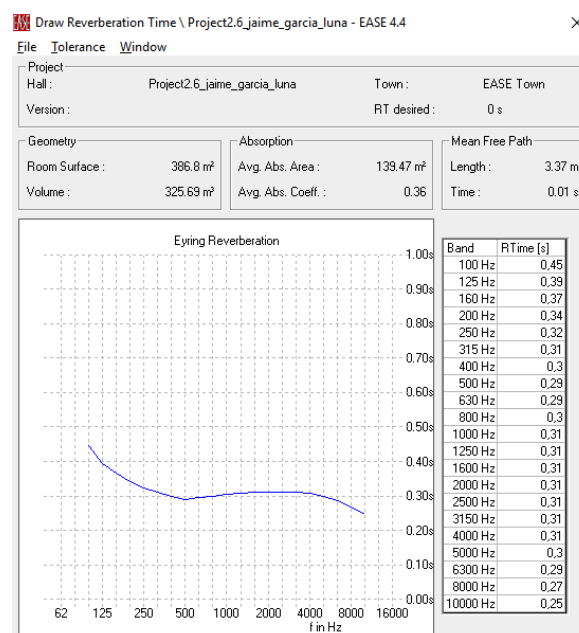 EASE Draw Reverberation Time \ Project2.6_jaime_garcia_luna - EASE 4.4
File Tolerance Window
Project
Hall : Project2.6_jaime_garcia_luna Town : EASE Town
Version : RT desired : 0 s
Geometry Absorption Mean Free Path
Room Surface : 386.8 m² Avg. Abs. Area : 139.47 m² Length : 3.37 m
Volume : 325.69 m³ Avg. Abs. Coeff. : 0.36 Time : 0.01 s
Eyring Reverberation
1.00s
0.90s
0.80s
0.70s
0.60s
0.50s
0.40s
0.30s
0.20s
0.10s
0.00s
62 125 250 500 1000 2000 4000 8000 16000
f in Hz
Band RTime [s]
100 Hz 0,45
125 Hz 0,39
160 Hz 0,37
200 Hz 0,34
250 Hz 0,32
315 Hz 0,31
400 Hz 0,3
500 Hz 0,29
630 Hz 0,29
800 Hz 0,3
1000 Hz 0,31
1250 Hz 0,31
1600 Hz 0,31
2000 Hz 0,31
2500 Hz 0,31
3150 Hz 0,31
4000 Hz 0,31
5000 Hz 0,3
6300 Hz 0,29
8000 Hz 0,27
10000 Hz 0,25